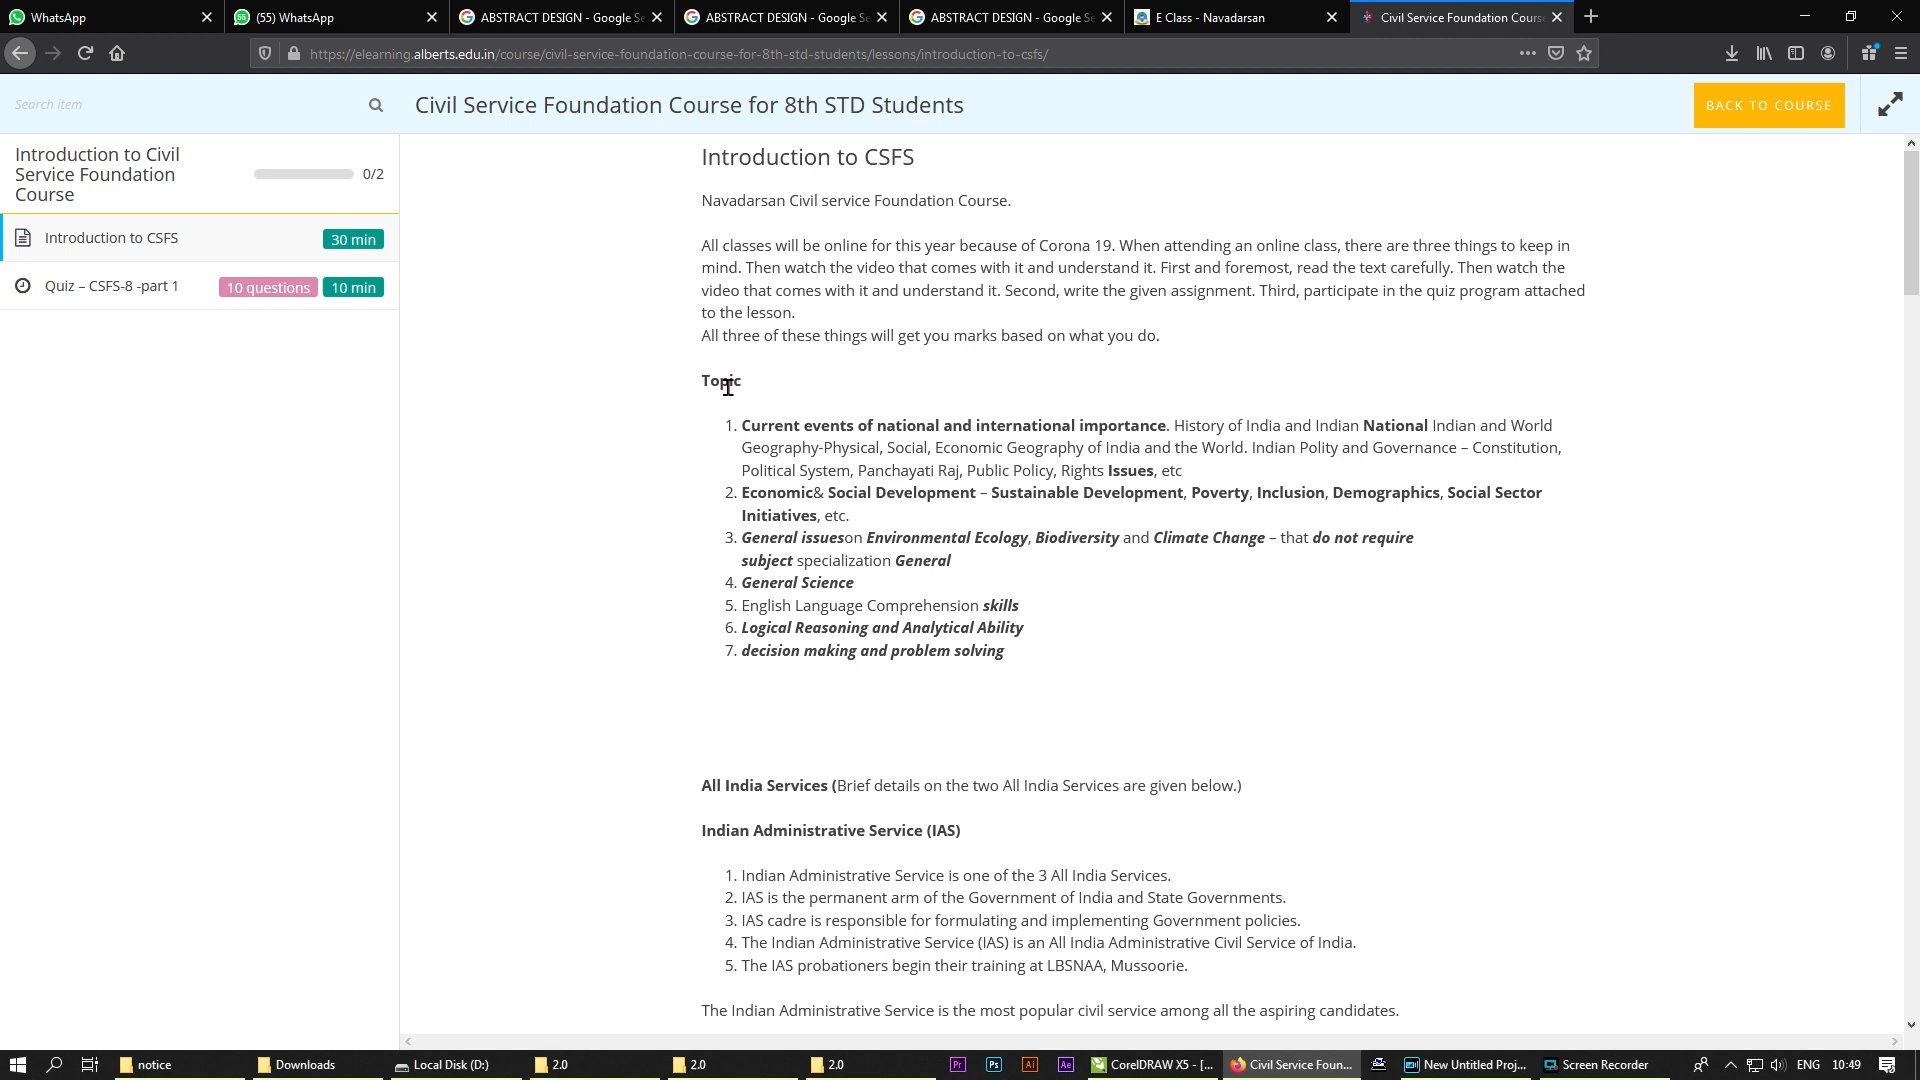 WhatsApp
(55) WhatsApp
ABSTRACT DESIGN - Google Se
ABSTRACT DESIGN - Google Se
ABSTRACT DESIGN - Google Se
E Class - Navadarsan
Civil Service Foundation Cours
https://elearning.alberts.edu.in/course/civil-service-foundation-course-for-8th-std-students/lessons/introduction-to-csfs/
Search item
Civil Service Foundation Course for 8th STD Students
BACK TO COURSE
Introduction to Civil
Service Foundation
Course
0/2
Introduction to CSFS
30 min
Quiz – CSFS-8 -part 1
10 questions
10 min
Introduction to CSFS
Navadarsan Civil service Foundation Course.
All classes will be online for this year because of Corona 19. When attending an online class, there are three things to keep in
mind. Then watch the video that comes with it and understand it. First and foremost, read the text carefully. Then watch the
video that comes with it and understand it. Second, write the given assignment. Third, participate in the quiz program attached
to the lesson.
All three of these things will get you marks based on what you do.
Topic
1. Current events of national and international importance. History of India and Indian National Indian and World
Geography-Physical, Social, Economic Geography of India and the World. Indian Polity and Governance – Constitution,
Political System, Panchayati Raj, Public Policy, Rights Issues, etc
2. Economic& Social Development – Sustainable Development, Poverty, Inclusion, Demographics, Social Sector
Initiatives, etc.
3. General issueson Environmental Ecology, Biodiversity and Climate Change – that do not require
subject specialization General
4. General Science
5. English Language Comprehension skills
6. Logical Reasoning and Analytical Ability
7. decision making and problem solving
All India Services (Brief details on the two All India Services are given below.)
Indian Administrative Service (IAS)
1. Indian Administrative Service is one of the 3 All India Services.
2. IAS is the permanent arm of the Government of India and State Governments.
3. IAS cadre is responsible for formulating and implementing Government policies.
4. The Indian Administrative Service (IAS) is an All India Administrative Civil Service of India.
5. The IAS probationers begin their training at LBSNAA, Mussoorie.
The Indian Administrative Service is the most popular civil service among all the aspiring candidates.
notice
Downloads
Local Disk (D:)
2.0
2.0
2.0
Pr
Ps
Ai
Ae
CorelDRAW X5 - [...
Civil Service Foun...
New Untitled Proj...
Screen Recorder
ENG
10:49